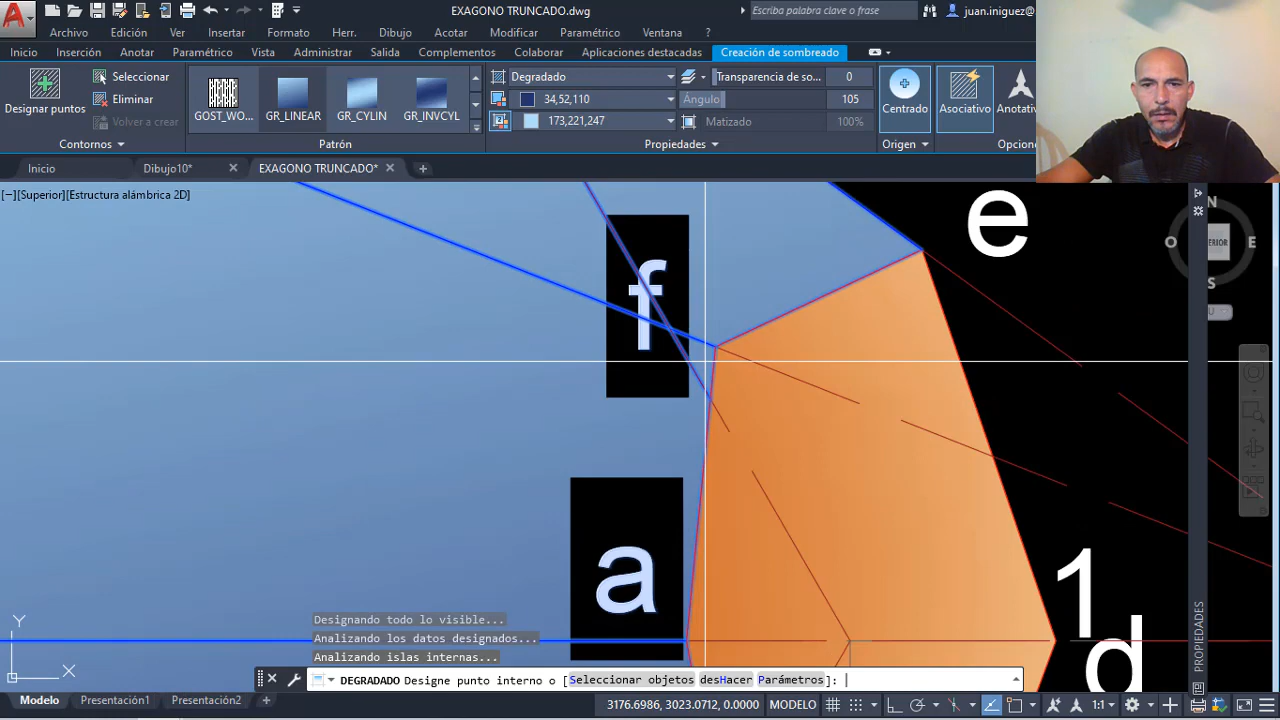 EXAGONO TRUNCADO.dwg
Escriba palabra clave o frase
juan.iniguez@
Archivo Edición Ver Insertar Formato Herr. Dibujo Acotar Modificar Paramétrico Ventana ?
Inicio Inserción Anotar Paramétrico Vista Administrar Salida Complementos Colaborar Aplicaciones destacadas Creación de sombreado
Designar puntos
Seleccionar
Eliminar
Volver a crear
Contornos
GOST_WO... GR_LINEAR GR_CYLIN GR_INVCYL
Patrón
Degradado
34,52,110
173,221,247
Transparencia de so... 0
Ángulo 105
Matizado 100%
Propiedades
Centrado
Origen
Asociativo
Anotati
Opcione
Inicio Dibujo10* EXAGONO TRUNCADO*
[−][Superior][Estructura alámbrica 2D]
N
O
E
S
e
f
a
1
d
Designando todo lo visible...
Analizando los datos designados...
Analizando islas internas...
DEGRADADO Designe punto interno o [Seleccionar objetos desHacer Parámetros]:
Y
X
PROPIEDADES
Modelo Presentación1 Presentación2 +
3176.6986, 3023.0712, 0.0000 MODELO
1:1